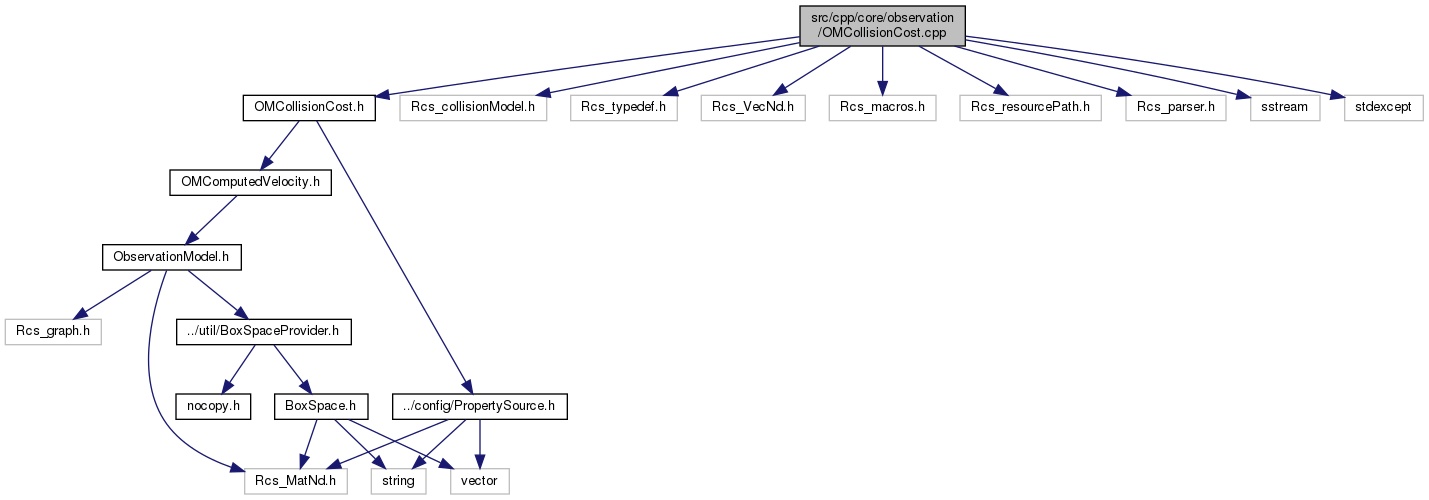 src/cpp/core/observation
/OMCollisionCost.cpp
OMCollisionCost.h
Rcs_collisionModel.h
Rcs_typedef.h
Rcs_VecNd.h
Rcs_macros.h
Rcs_resourcePath.h
Rcs_parser.h
sstream
stdexcept
OMComputedVelocity.h
ObservationModel.h
Rcs_graph.h
../util/BoxSpaceProvider.h
nocopy.h
BoxSpace.h
../config/PropertySource.h
Rcs_MatNd.h
string
vector